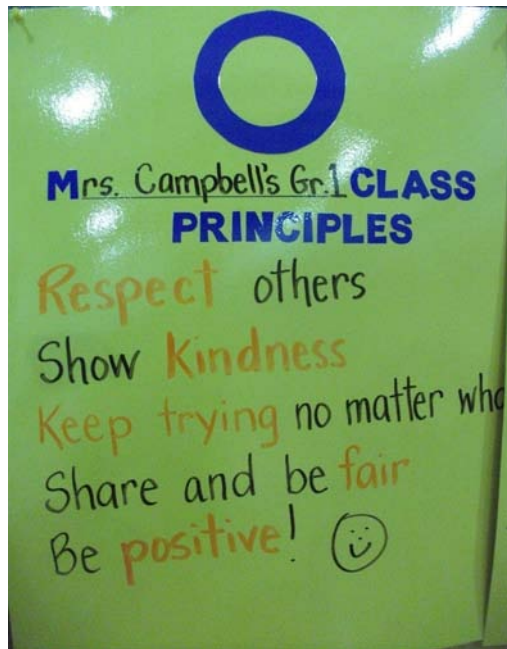 Mrs. Campbell's Gr.1 CLASS
PRINCIPLES
Respect others
Show Kindness
Keep trying no matter
Share and be fair
Be positive!